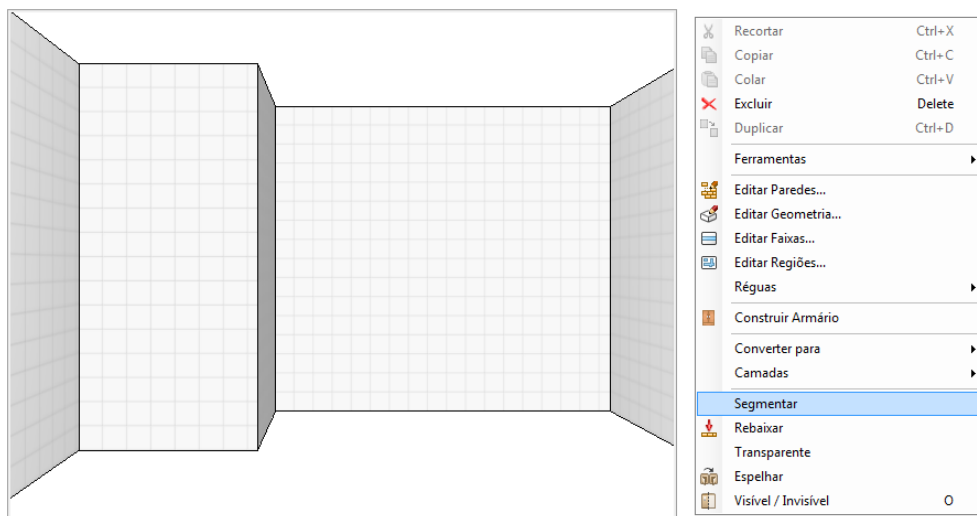 Recortar Ctrl+X
Copiar Ctrl+C
Colar Ctrl+V
Excluir Delete
Duplicar Ctrl+D
Ferramentas
Editar Paredes...
Editar Geometria...
Editar Faixas...
Editar Regiões...
Réguas
Construir Armário
Converter para
Camadas
Segmentar
Rebaixar
Transparente
Espelhar
Visível / Invisível O